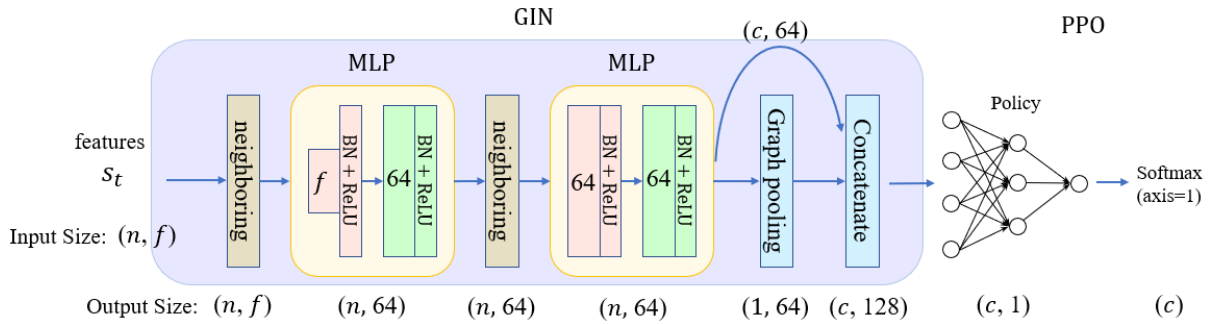 GIN
PPO
(c, 64)
MLP
MLP
Policy
features
s_t
neighboring
f
BN + ReLU
64
BN + ReLU
neighboring
64
BN + ReLU
64
BN + ReLU
Graph pooling
Concatenate
Softmax
(axis=1)
Input Size: (n, f)
Output Size: (n, f) (n, 64) (n, 64) (n, 64) (1, 64) (c, 128) (c, 1) (c)